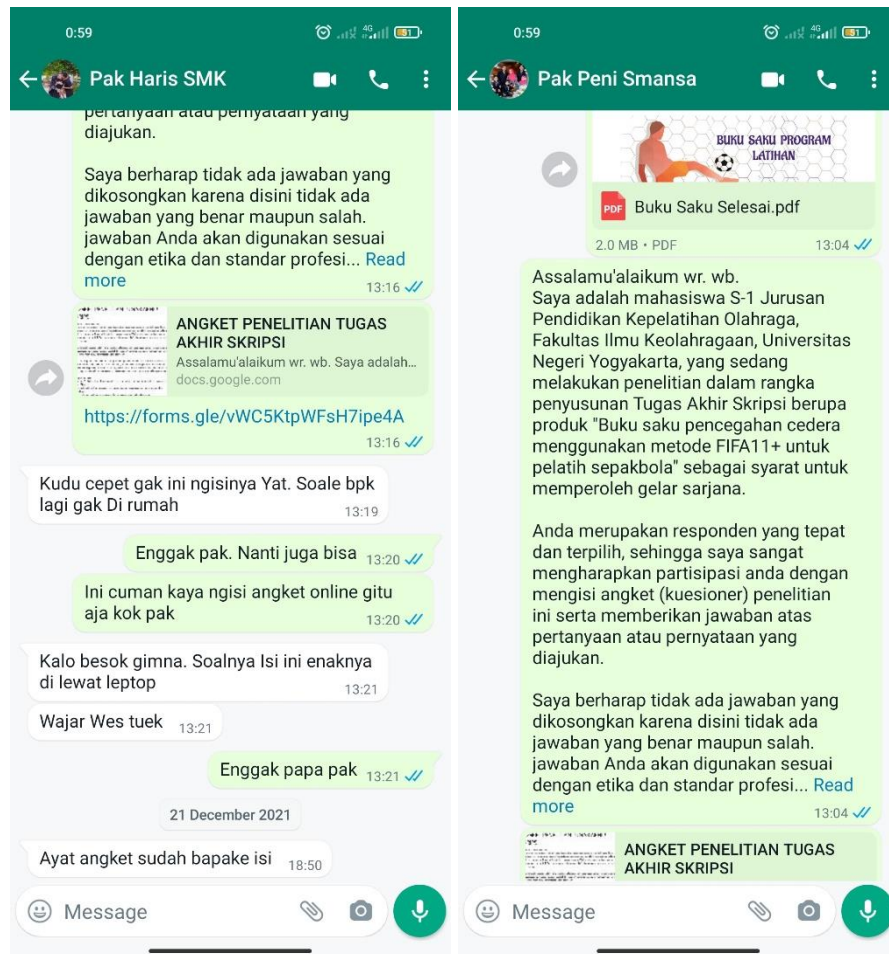 0:59
4G
51
Pak Haris SMK
pertanyaan atau pernyataan yang
diajukan.
Saya berharap tidak ada jawaban yang
dikosongkan karena disini tidak ada
jawaban yang benar maupun salah.
jawaban Anda akan digunakan sesuai
dengan etika dan standar profesi... Read
more
13:16
ANGKET PENELITIAN TUGAS
AKHIR SKRIPSI
Assalamu'alaikum wr. wb. Saya adalah...
docs.google.com
https://forms.gle/vWC5KtpWFsH7ipe4A
13:16
Kudu cepet gak ini ngisinya Yat. Soale bpk
lagi gak Di rumah
13:19
Enggak pak. Nanti juga bisa
13:20
Ini cuman kaya ngisi angket online gitu
aja kok pak
13:20
Kalo besok gimna. Soalnya Isi ini enaknya
di lewat leptop
13:21
Wajar Wes tuek
13:21
Enggak papa pak
13:21
21 December 2021
Ayat angket sudah bapake isi
18:50
Message
0:59
4G
51
Pak Peni Smansa
BUKU SAKU PROGRAM
LATIHAN
PDF
Buku Saku Selesai.pdf
2.0 MB • PDF
13:04
Assalamu'alaikum wr. wb.
Saya adalah mahasiswa S-1 Jurusan
Pendidikan Kepelatihan Olahraga,
Fakultas Ilmu Keolahragaan, Universitas
Negeri Yogyakarta, yang sedang
melakukan penelitian dalam rangka
penyusunan Tugas Akhir Skripsi berupa
produk "Buku saku pencegahan cedera
menggunakan metode FIFA11+ untuk
pelatih sepakbola" sebagai syarat untuk
memperoleh gelar sarjana.
Anda merupakan responden yang tepat
dan terpilih, sehingga saya sangat
mengharapkan partisipasi anda dengan
mengisi angket (kuesioner) penelitian
ini serta memberikan jawaban atas
pertanyaan atau pernyataan yang
diajukan.
Saya berharap tidak ada jawaban yang
dikosongkan karena disini tidak ada
jawaban yang benar maupun salah.
jawaban Anda akan digunakan sesuai
dengan etika dan standar profesi... Read
more
13:04
ANGKET PENELITIAN TUGAS
AKHIR SKRIPSI
Message